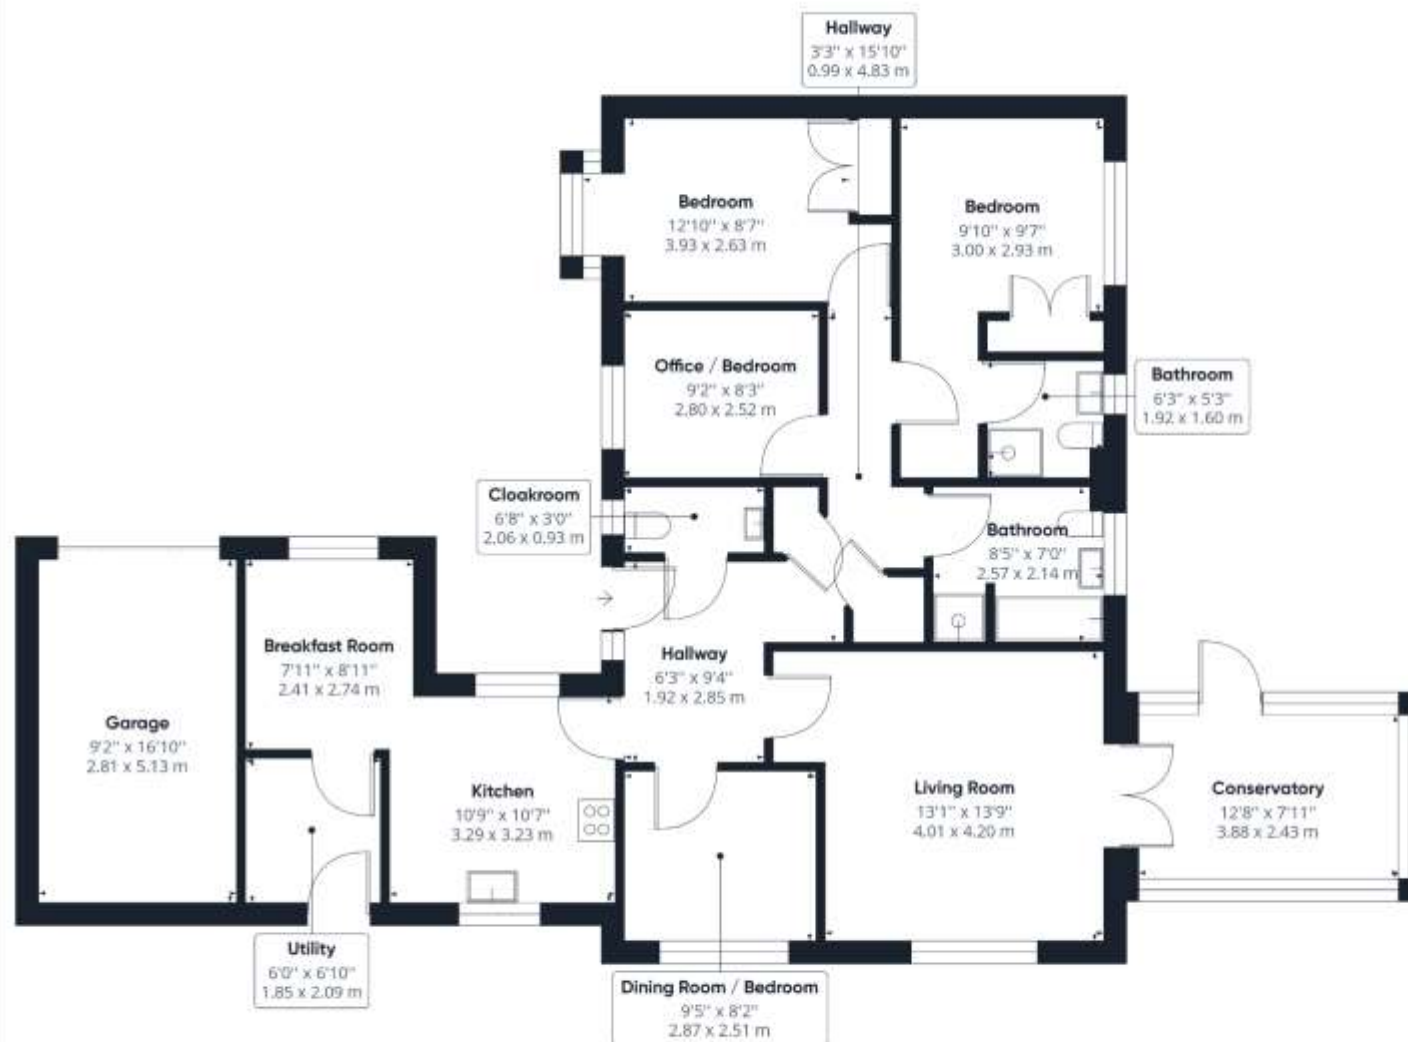 Hallway
3'3" x 15'10"
0.99 x 4.83 m
Bedroom
12'10" x 8'7"
3.93 x 2.63 m
Bedroom
9'10" x 9'7"
3.00 x 2.93 m
Office / Bedroom
9'2" x 8'3"
2.80 x 2.52 m
Bathroom
6'3" x 5'3"
1.92 x 1.60 m
Cloakroom
6'8" x 3'0"
2.06 x 0.93 m
Bathroom
8'5" x 7'0"
2.57 x 2.14 m
Breakfast Room
7'11" x 8'11"
2.41 x 2.74 m
Hallway
6'3" x 9'4"
1.92 x 2.85 m
Garage
9'2" x 16'10"
2.81 x 5.13 m
Kitchen
10'9" x 10'7"
3.29 x 3.23 m
Living Room
13'1" x 13'9"
4.01 x 4.20 m
Conservatory
12'8" x 7'11"
3.88 x 2.43 m
Utility
6'0" x 6'10"
1.85 x 2.09 m
Dining Room / Bedroom
9'5" x 8'2"
2.87 x 2.51 m